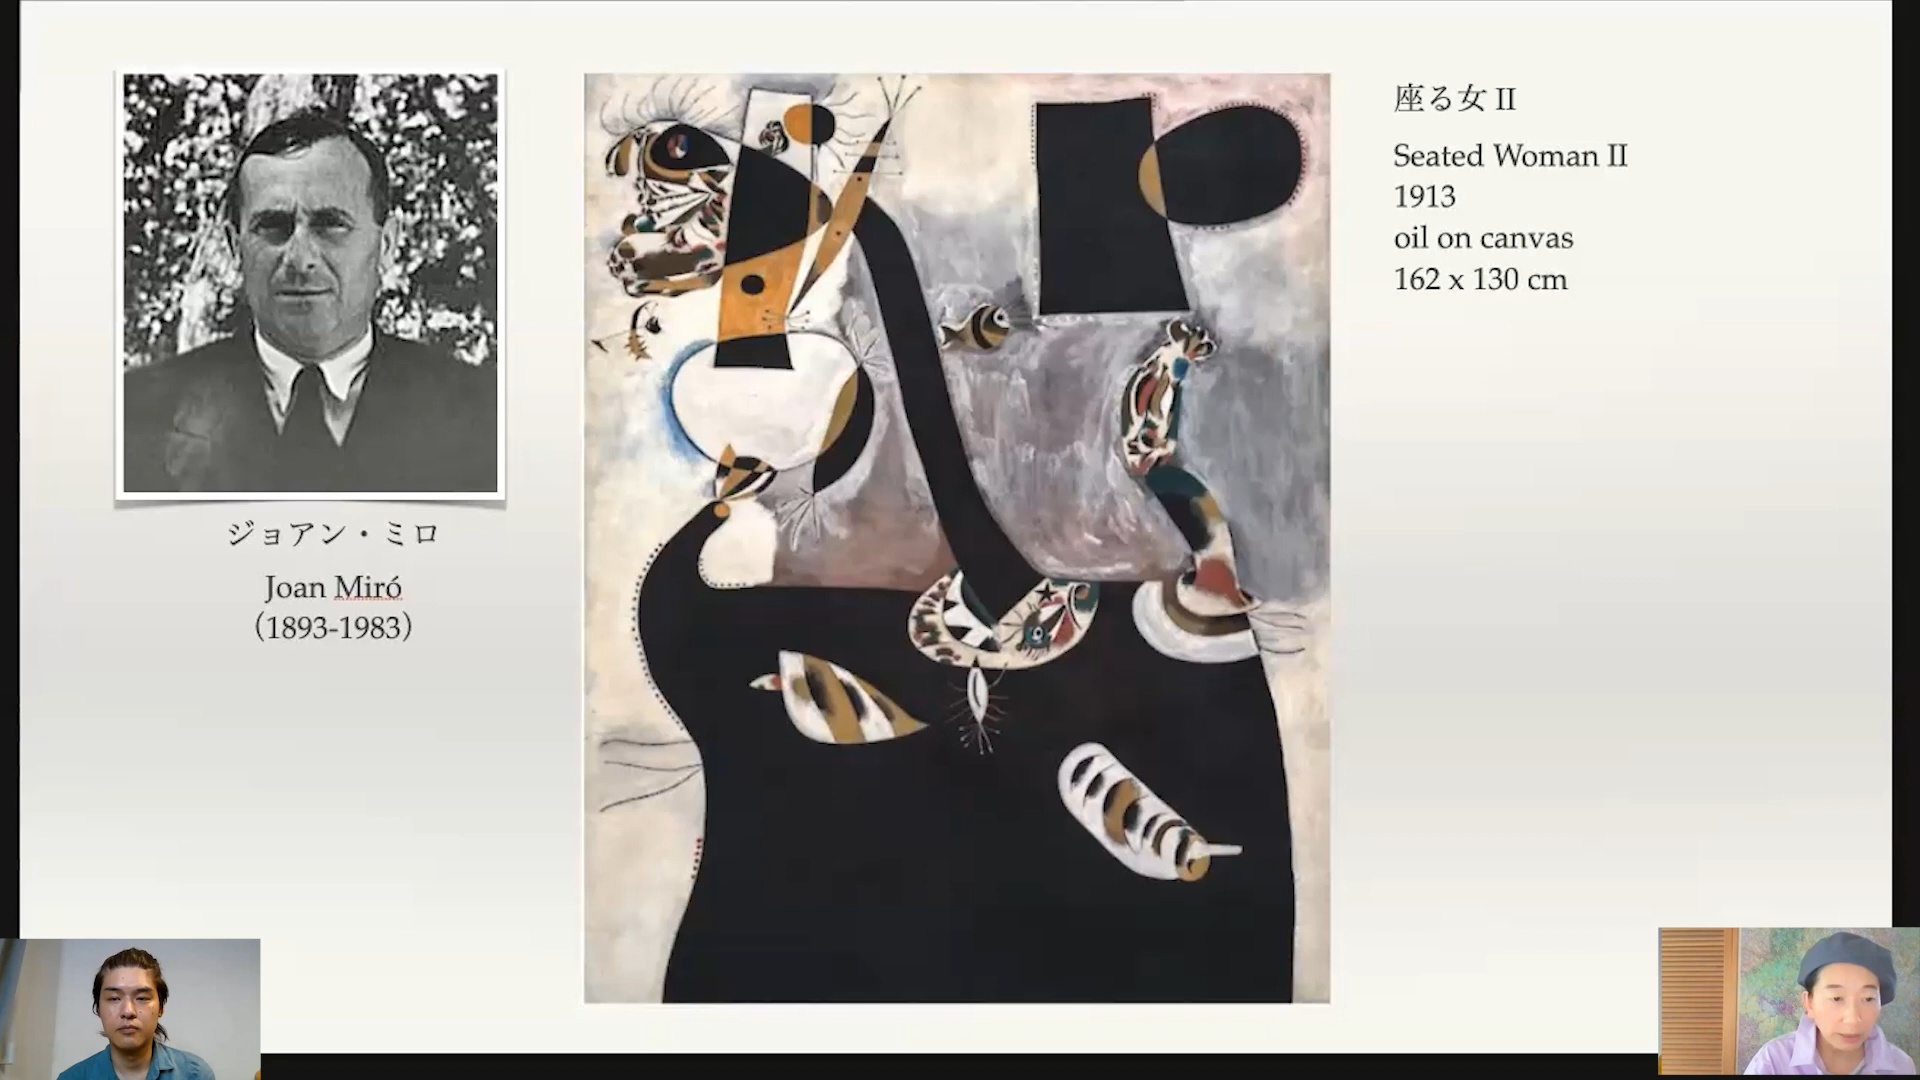 ジョアン・ミロ
Joan Miró
(1893-1983)
座る女 II
Seated Woman II
1913
oil on canvas
162 x 130 cm